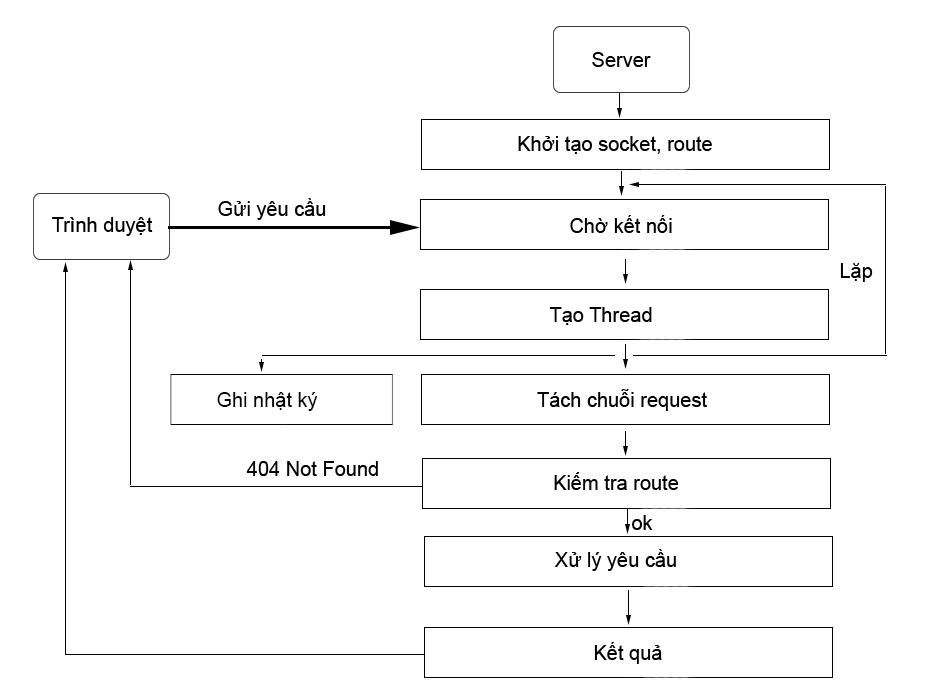 Server
Khởi tạo socket, route
Trình duyệt
Gửi yêu cầu
Chờ kết nối
Lặp
Tạo Thread
Ghi nhật ký
Tách chuỗi request
404 Not Found
Kiếm tra route
ok
Xử lý yêu cầu
Kết quả